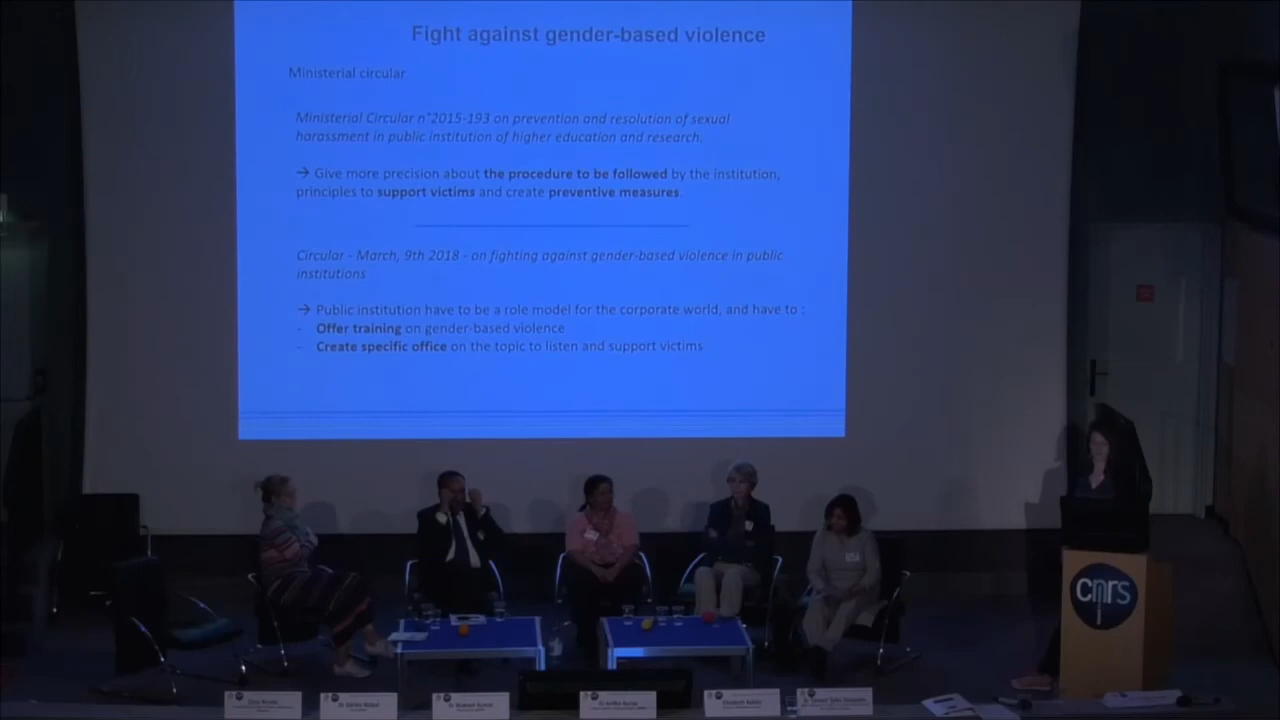 Fight against gender-based violence
Ministerial circular
Ministerial Circular n°2015-193 on prevention and resolution of sexual
harassment in public institution of higher education and research.
→ Give more precision about the procedure to be followed by the institution,
principles to support victims and create preventive measures.
Circular - March, 9th 2018 - on fighting against gender-based violence in public
institutions
→ Public institution have to be a role model for the corporate world, and have to :
- Offer training on gender-based violence
- Create specific office on the topic to listen and support victims
cnrs